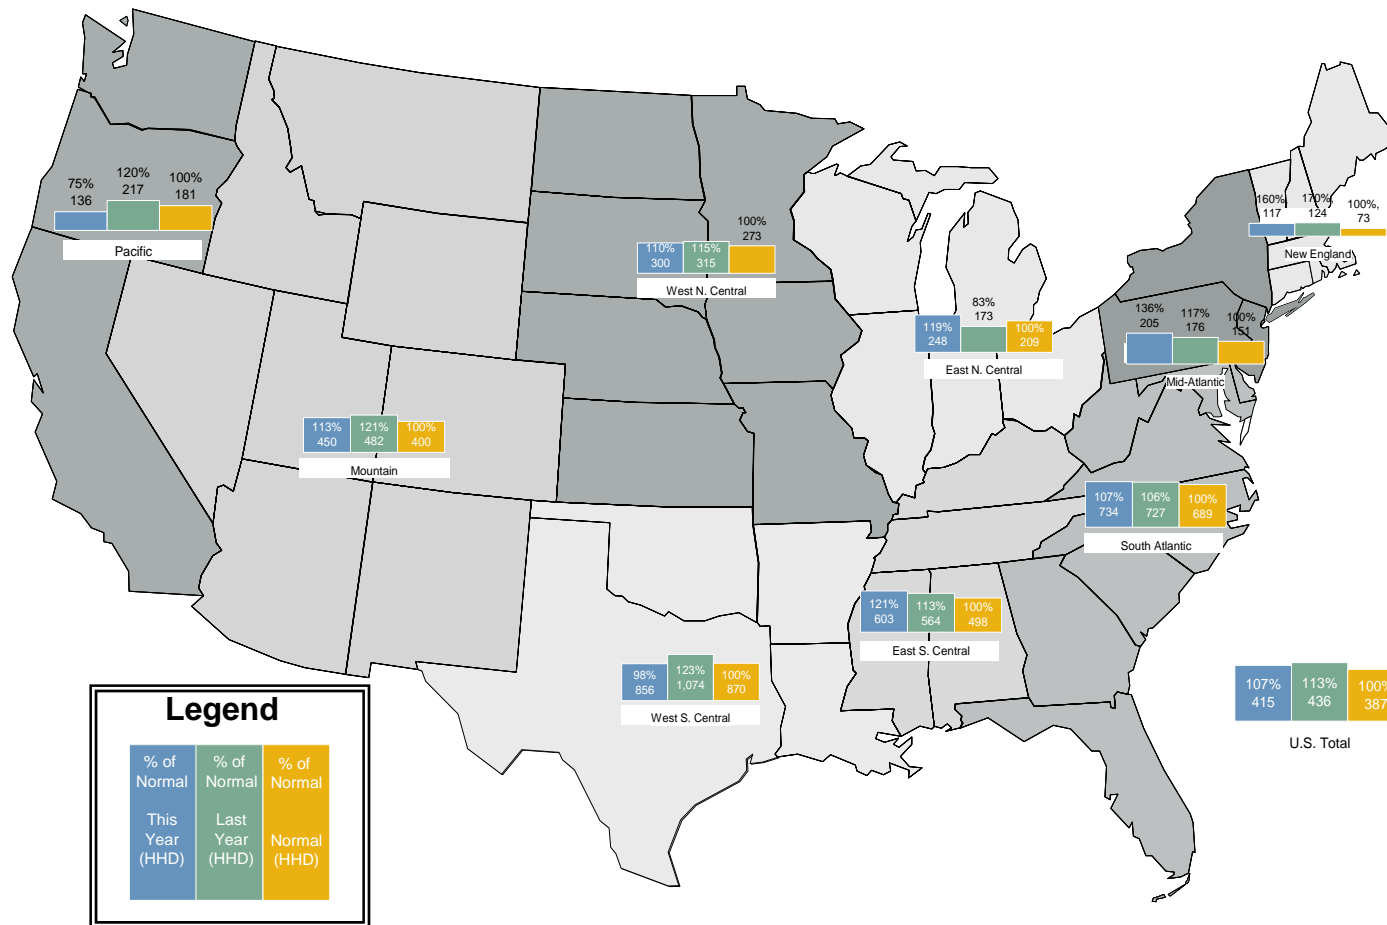 75%
136
120%
217
100%
181
Pacific
110%
300
115%
315
100%
273
West N. Central
119%
248
83%
173
100%
209
East N. Central
160%,
117
170%,
124
100%,
73
New England
136%
205
117%
176
100%
151
Mid-Atlantic
113%
450
121%
482
100%
400
Mountain
107%
734
106%
727
100%
689
South Atlantic
121%
603
113%
564
100%
498
East S. Central
98%
856
123%
1,074
100%
870
West S. Central
107%
415
113%
436
100%
387
U.S. Total
Legend
% of
Normal
This
Year
(HHD)
% of
Normal
Last
Year
(HHD)
% of
Normal
Normal
(HHD)